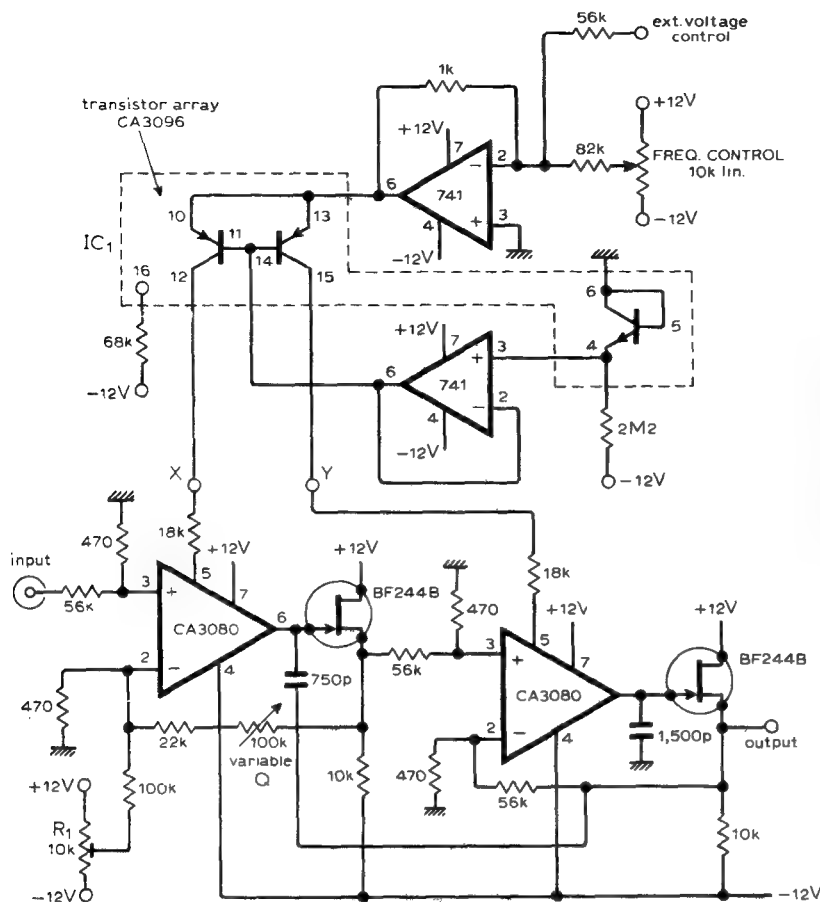 56k
ext. voltage
control
1k
transistor array
CA3096
+12V
+12V
7
2
−
82k
FREQ. CONTROL
10k lin.
6
741
10
13
4
+
3
IC1
11
−12V
−12V
14
12
15
16
6
5
+12V
4
68k
7
3
+
6
741
−
2
−12V
4
−12V
2M2
−12V
X
Y
18k
470
+12V
+12V
18k
input
5
BF244B
3
+
7
470
+12V
+12V
56k
6
5
CA3080
3
7
BF244B
2
−
4
56k
+
750p
CA3080
470
2
−
4
output
22k
100k
variable
Q
470
1,500p
+12V
100k
10k
56k
R1
10k
10k
−12V
−12V